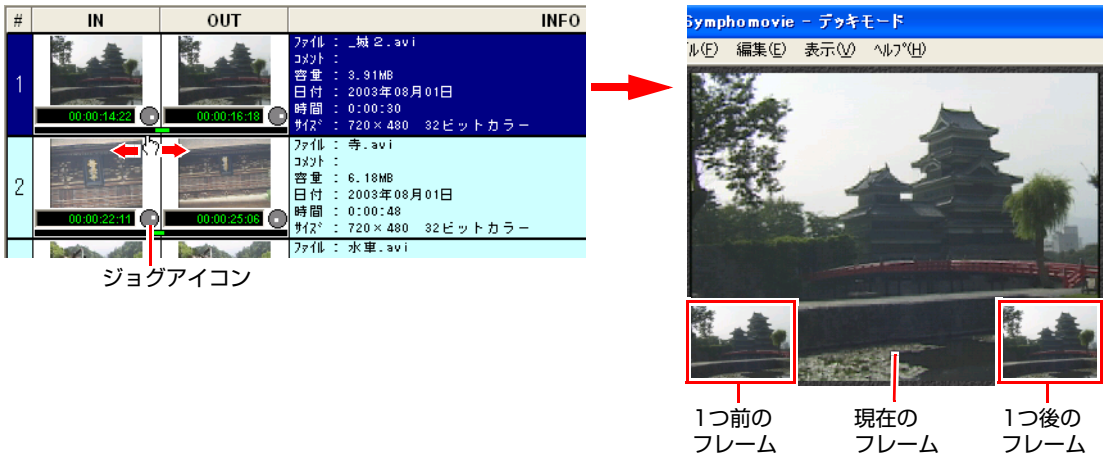 # IN OUT INFO
1
00:00:14:22
00:00:16:18
ファイル : _城２.avi
コメント :
容量 : 3.91MB
日付 : 2003年08月01日
時間 : 0:00:30
サイズ : 720×480 32ビットカラー
2
00:00:22:11
00:00:25:06
ファイル : 寺.avi
コメント :
容量 : 6.18MB
日付 : 2003年08月01日
時間 : 0:00:48
サイズ : 720×480 32ビットカラー
ファイル : 水車.avi
ジョグアイコン
Symphomovie - デッキモード
ル(F) 編集(E) 表示(V) ヘルプ(H)
1つ前の
フレーム
現在の
フレーム
1つ後の
フレーム